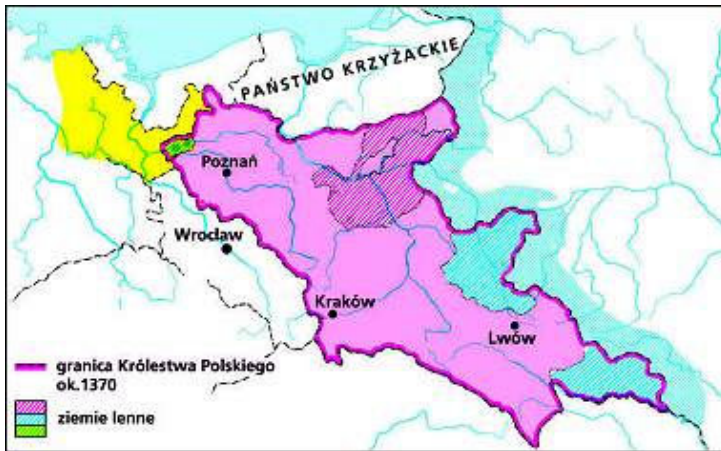 PAŃSTWO KRZYŻACKIE
Poznań
Wrocław
Kraków
Lwów
granica Królestwa Polskiego
ok.1370
ziemie lenne